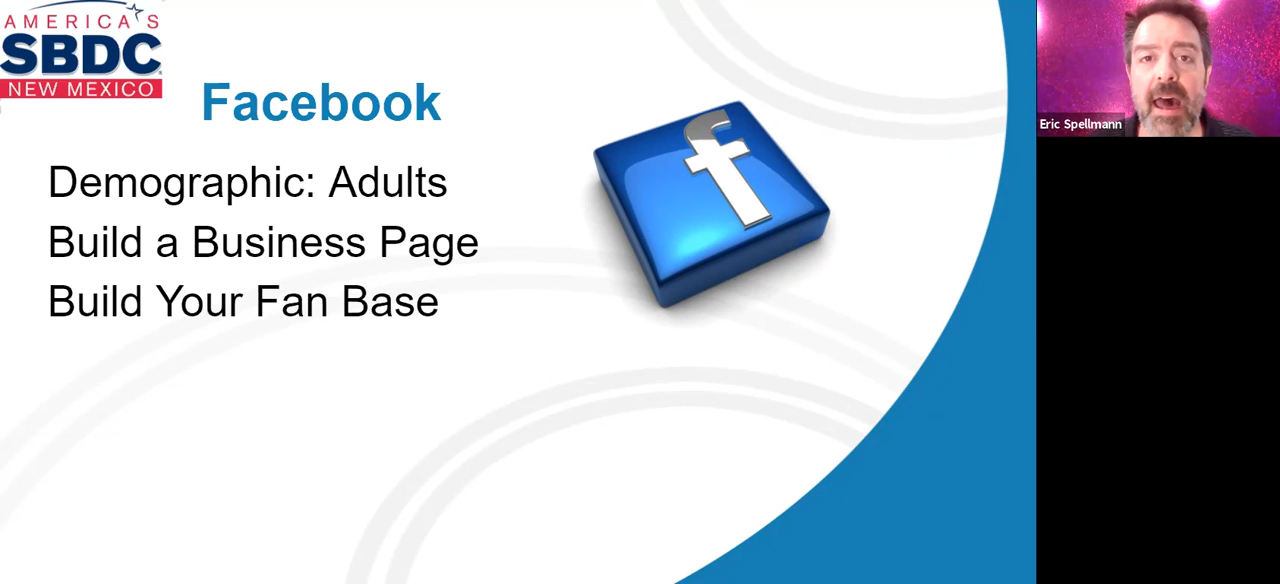 AMERICA'S
SBDC
NEW MEXICO
Facebook
Demographic: Adults
Build a Business Page
Build Your Fan Base
f
Eric Spellmann